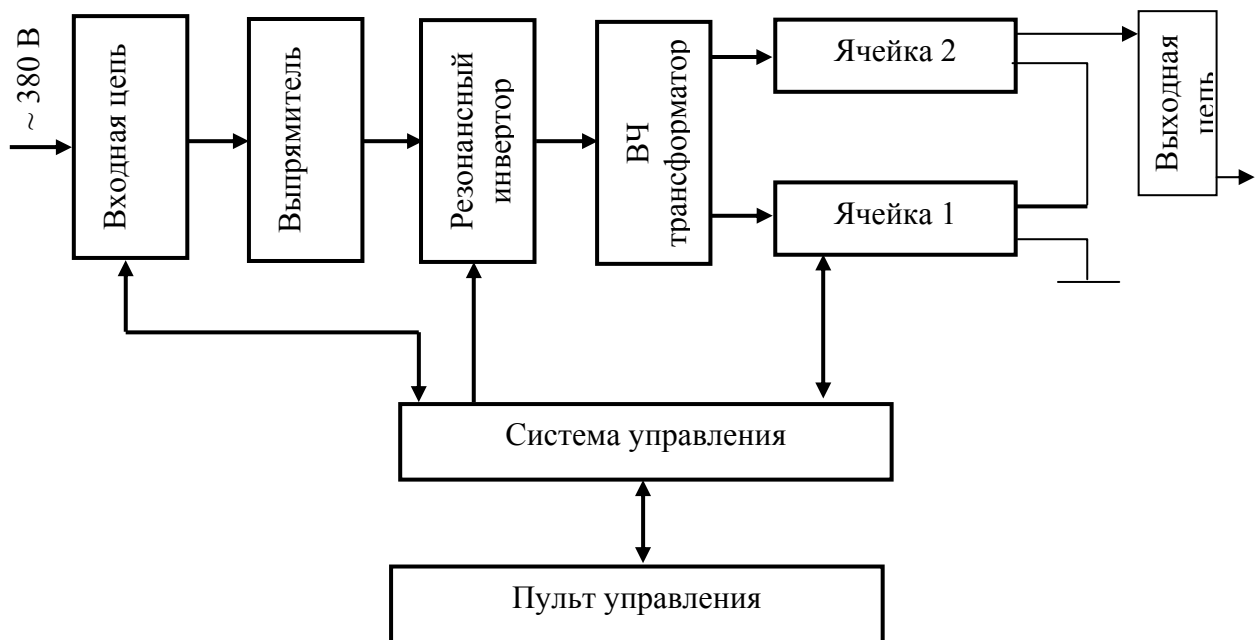 ~ 380 В
Входная цепь
Выпрямитель
Резонансный
инвертор
ВЧ
трансформатор
Ячейка 2
Ячейка 1
Выходная
цепь
Система управления
Пульт управления